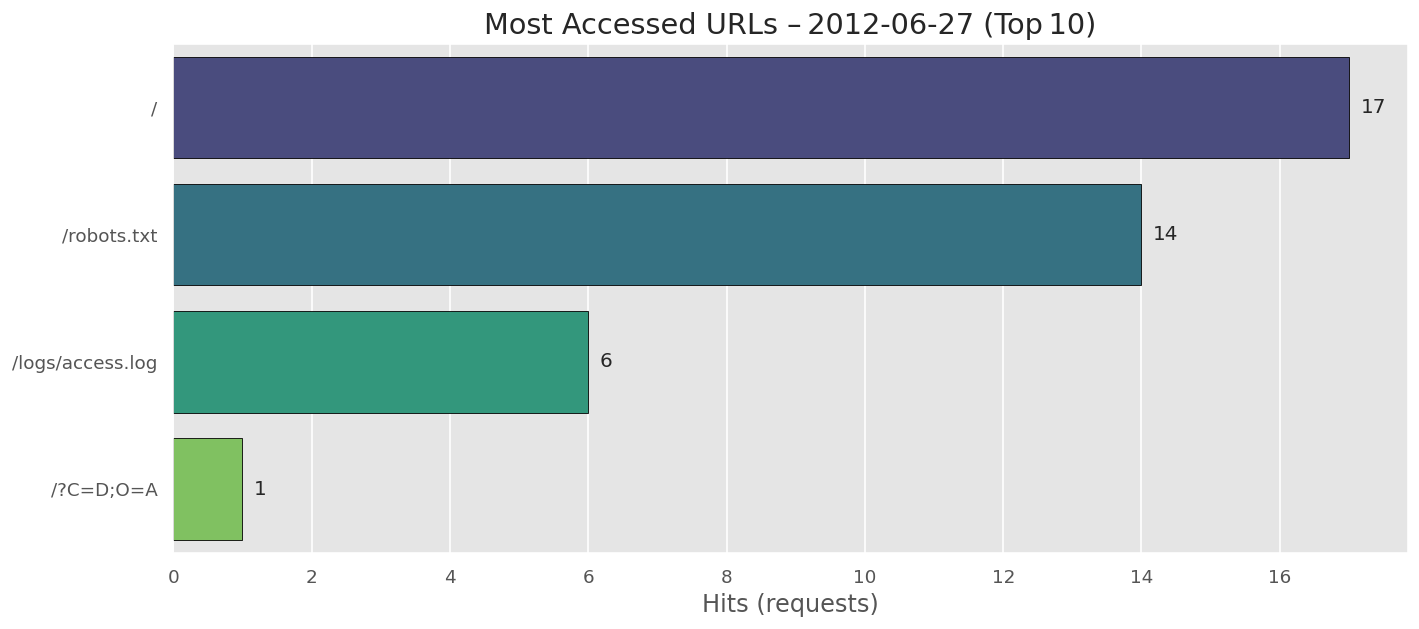 Most Accessed URLs – 2012-06-27 (Top 10)
/
17
/robots.txt
14
/logs/access.log
6
/?C=D;O=A
1
0 2 4 6 8 10 12 14 16
Hits (requests)